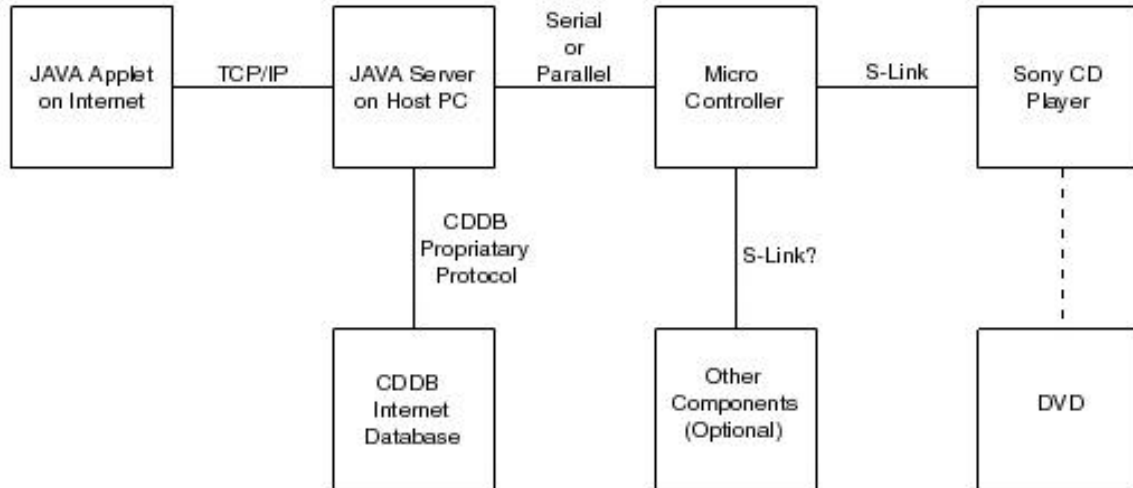 JAVA Applet
on Internet
TCP/IP
JAVA Server
on Host PC
Serial
or
Parallel
Micro
Controller
S-Link
Sony CD
Player
CDDB
Propriatary
Protocol
S-Link?
CDDB
Internet
Database
Other
Components
(Optional)
DVD